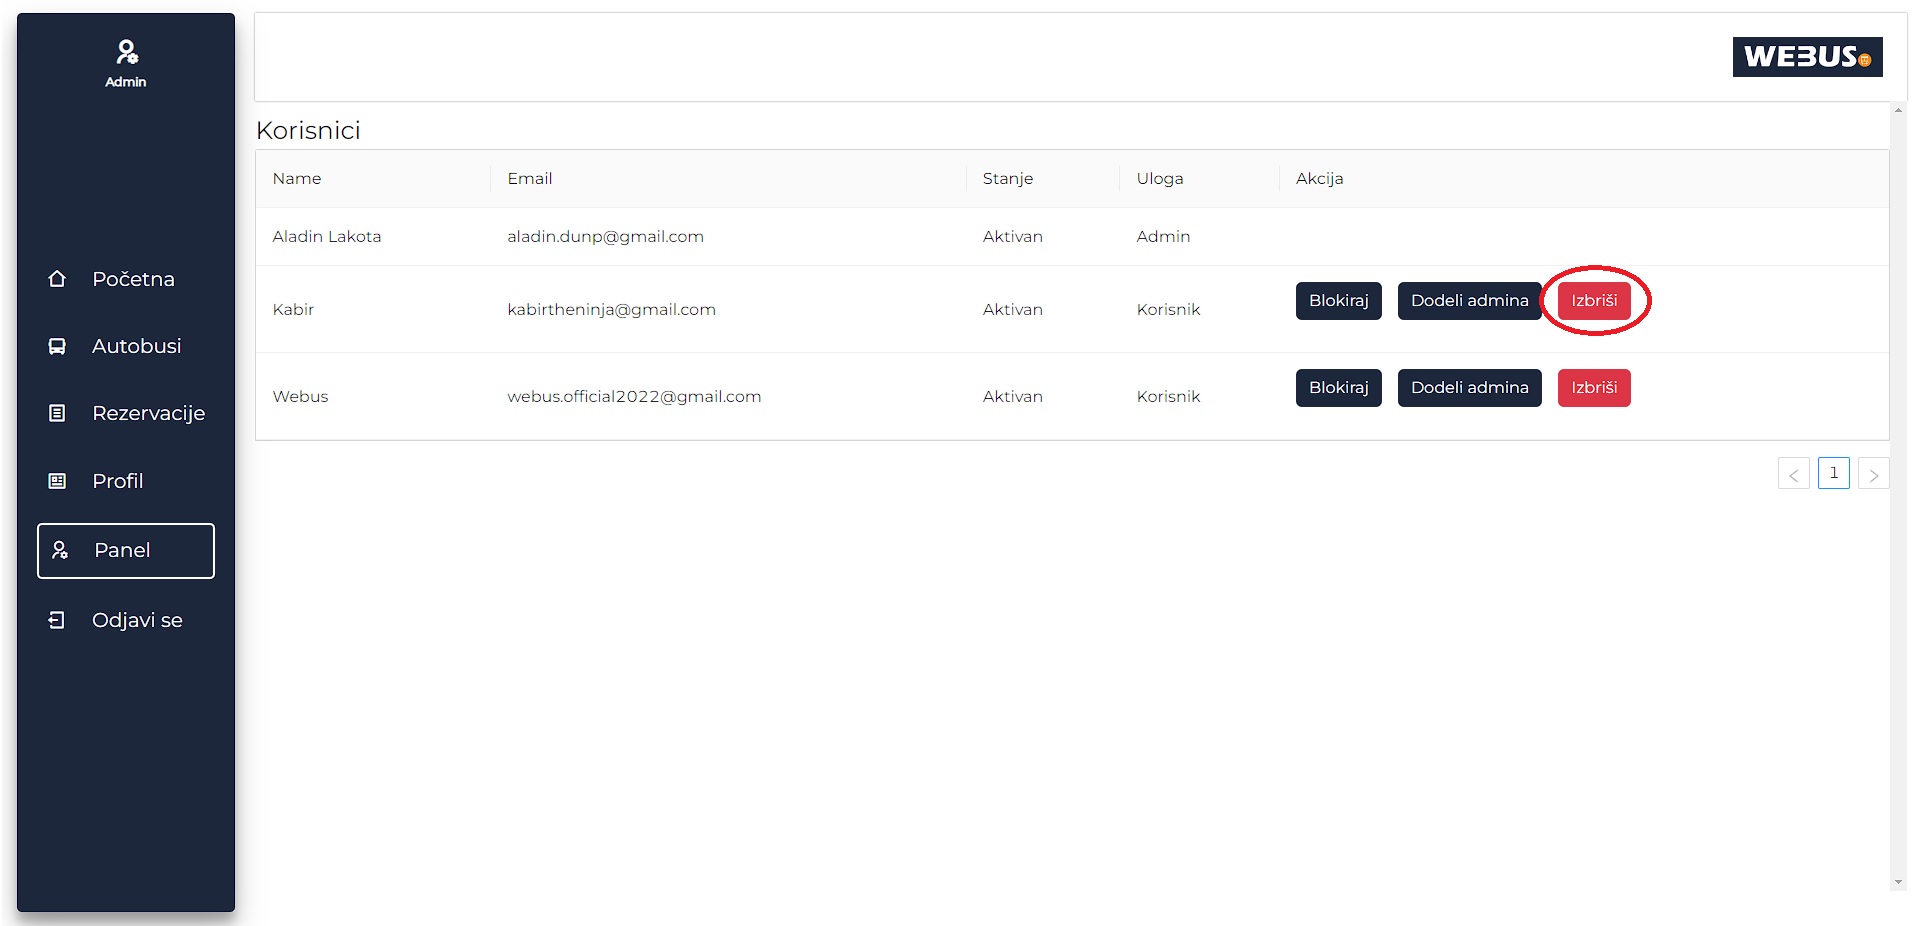 Admin
WEBUS
Korisnici
Name Email Stanje Uloga Akcija
Aladin Lakota aladin.dunp@gmail.com Aktivan Admin
Kabir kabirtheninja@gmail.com Aktivan Korisnik Blokiraj Dodeli admina Izbriši
Webus webus.official2022@gmail.com Aktivan Korisnik Blokiraj Dodeli admina Izbriši
< 1 >
Početna
Autobusi
Rezervacije
Profil
Panel
Odjavi se